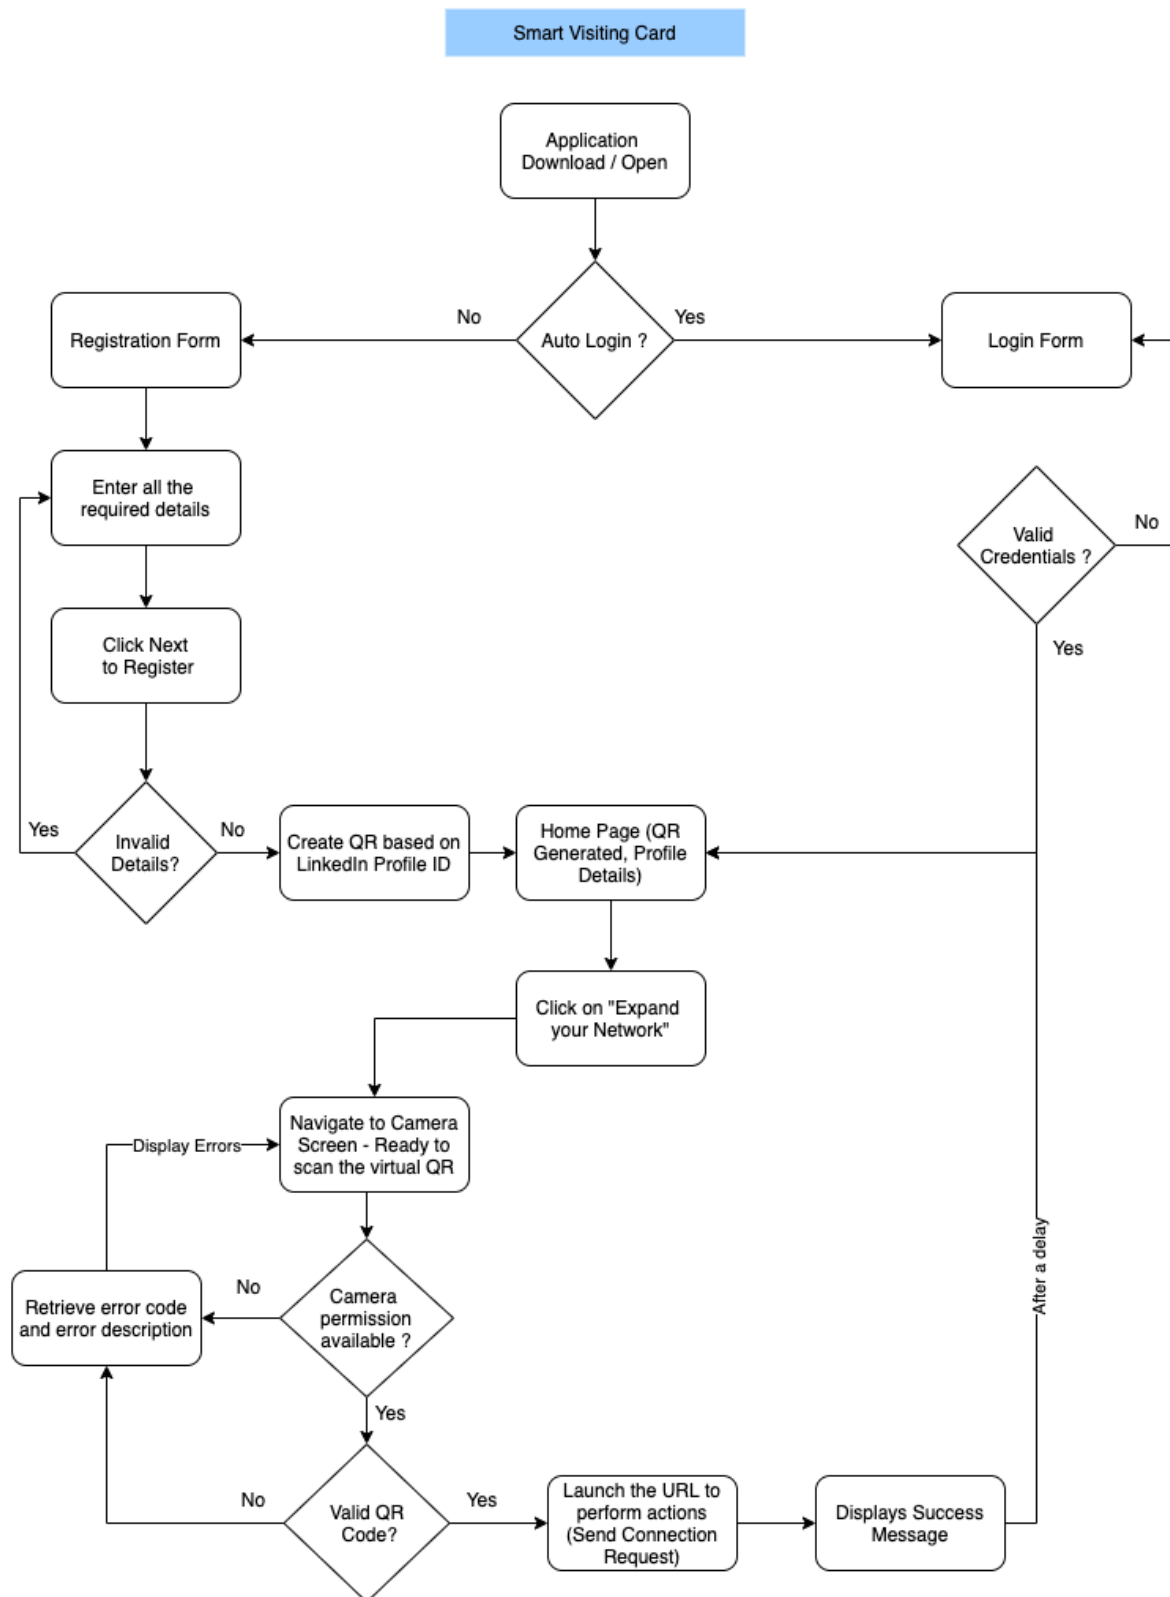 Smart Visiting Card
Application
Download / Open
No
Yes
Registration Form
Auto Login ?
Login Form
Enter all the
required details
Valid
Credentials ?
No
Click Next
to Register
Yes
Yes
Invalid
Details?
No
Create QR based on
LinkedIn Profile ID
Home Page (QR
Generated, Profile
Details)
Click on "Expand
your Network"
Display Errors
Navigate to Camera
Screen - Ready to
scan the virtual QR
Retrieve error code
and error description
No
Camera
permission
available ?
After a delay
Yes
No
Valid QR
Code?
Yes
Launch the URL to
perform actions
(Send Connection
Request)
Displays Success
Message